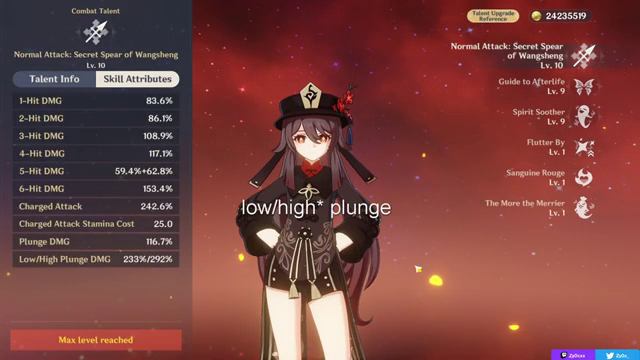 Combat Talent
Normal Attack: Secret Spear of Wangsheng
Lv. 10
Talent Info Skill Attributes
1-Hit DMG 83.6%
2-Hit DMG 86.1%
3-Hit DMG 108.9%
4-Hit DMG 117.1%
5-Hit DMG 59.4%+62.8%
6-Hit DMG 153.4%
Charged Attack 242.6%
Charged Attack Stamina Cost 25.0
Plunge DMG 116.7%
Low/High Plunge DMG 233%/292%
Max level reached
low/high* plunge
Talent Upgrade
Reference
24235519
Normal Attack: Secret Spear
of Wangsheng
Lv. 10
Guide to Afterlife
Lv. 9
Spirit Soother
Lv. 9
Flutter By
Lv. 1
Sanguine Rouge
Lv. 1
The More the Merrier
Lv. 1